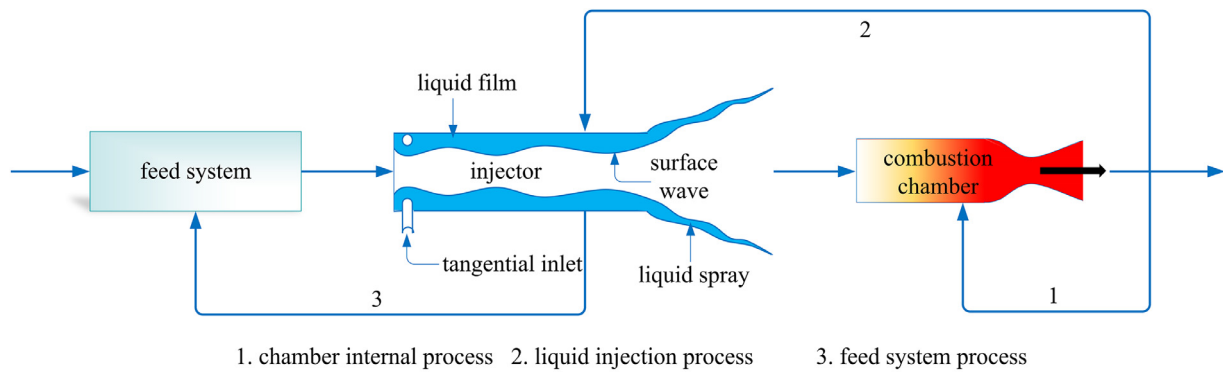 2
liquid film
feed system
injector
surface
wave
combustion
chamber
tangential inlet
liquid spray
3
1
1. chamber internal process 2. liquid injection process 3. feed system process